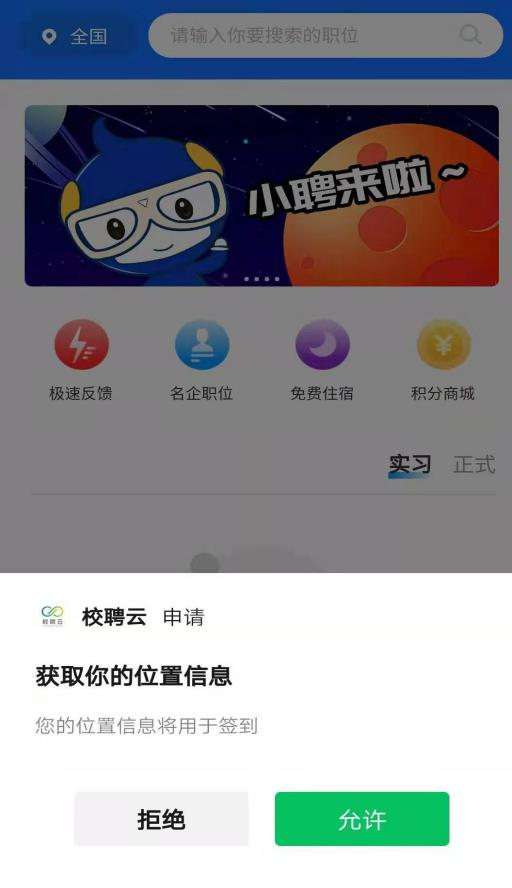 全国
请输入你要搜索的职位
小聘来啦~
极速反馈 名企职位 免费住宿 积分商城
实习 正式
校聘云
校聘云 申请
获取你的位置信息
您的位置信息将用于签到
拒绝 允许